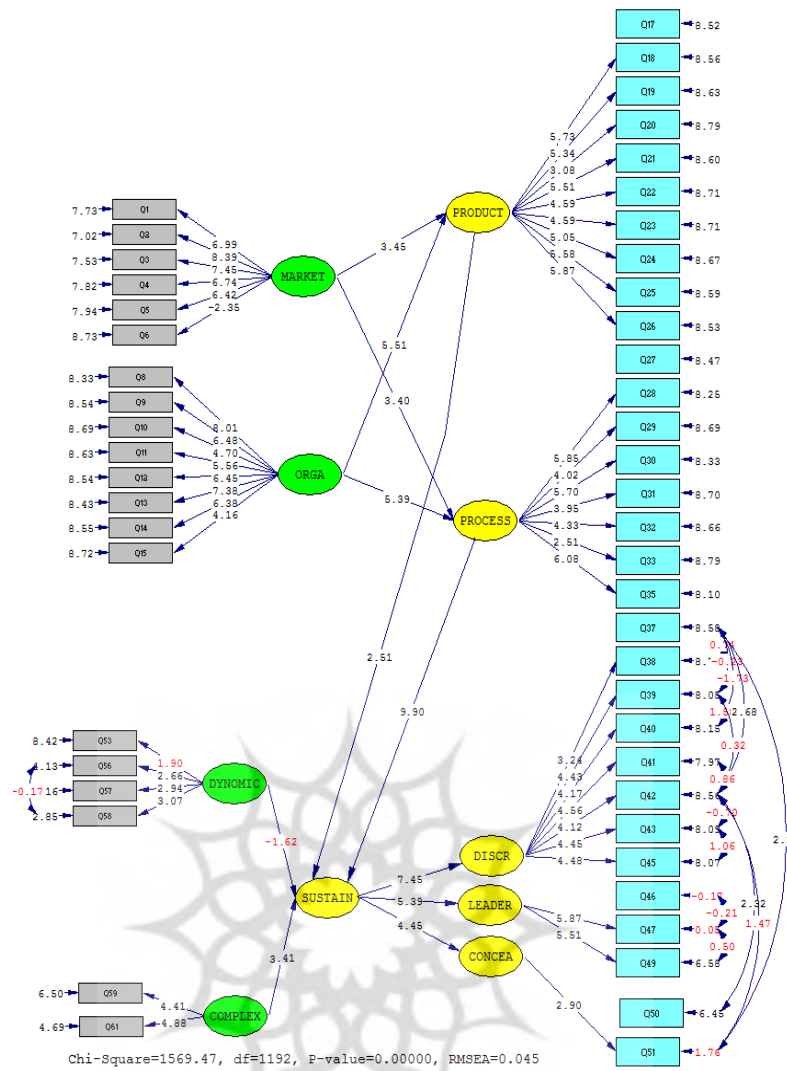 Q17 8.52
Q18 8.56
Q19 8.63
Q20 8.79
Q21 8.60
Q22 8.71
Q23 8.71
Q24 8.67
Q25 8.59
Q26 8.53
Q27 8.47
Q28 8.25
Q29 8.69
Q30 8.33
Q31 8.70
Q32 8.66
Q33 8.79
Q35 8.10
Q37 8.58
Q38
Q39 8.05
Q40 8.15
Q41 7.97
Q42 8.56
Q43 8.05
Q45 8.07
Q46
Q47
Q49 6.58
Q50 6.45
Q51 1.76
5.73
5.34
3.08
5.51
4.59
4.59
5.05
5.58
5.87
PRODUCT
7.73 Q1
7.02 Q2
7.53 Q3
7.82 Q4
7.94 Q5
8.73 Q6
6.99
8.39
7.45
6.74
6.42
-2.35
MARKET
3.45
3.40
5.51
8.33 Q8
8.54 Q9
8.69 Q10
8.63 Q11
8.54 Q12
8.43 Q13
8.55 Q14
8.72 Q15
8.01
6.48
4.70
5.56
6.45
7.38
6.38
4.16
ORGA
5.39
5.85
4.02
5.70
3.95
4.33
2.51
6.08
PROCESS
2.51
9.90
8.42 Q53
Q56
-0.17 Q57
2.85 Q58
1.90
2.66
2.94
3.07
DYNOMIC
-1.62
SUSTAIN
7.45
5.39
4.45
3.24
4.43
4.17
4.56
4.12
4.45
4.48
DISCR
LEADER
5.87
5.51
CONCEA
2.90
3.41
6.50 Q59
4.69 Q61
4.41
4.88
COMPLEX
-1.73
2.68
0.32
0.86
-0.70
1.06
-0.21
2.32
1.47
0.50
Chi-Square=1569.47, df=1192, P-value=0.00000, RMSEA=0.045